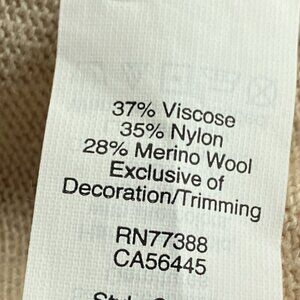 37% Viscose
35% Nylon
28% Merino Wool
Exclusive of
Decoration/Trimming
RN77388
CA56445